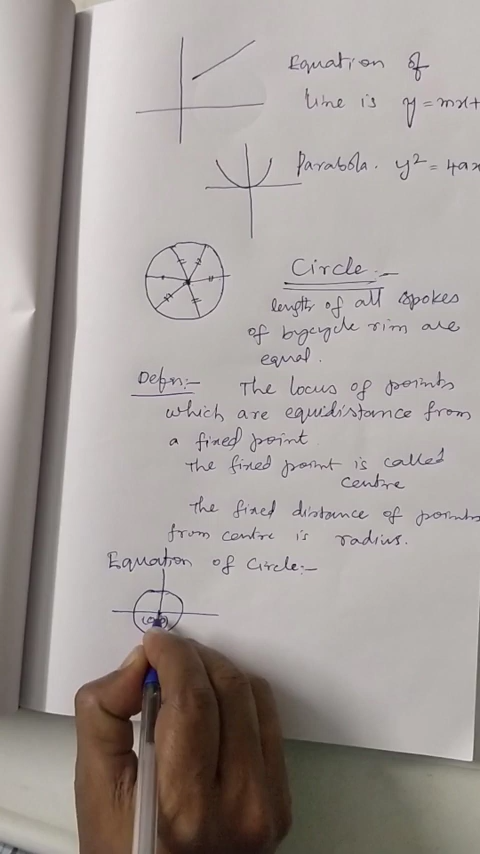 Equation of
line is y = mx+
Parabola. y² = 4ax
Circle:-
length of all spokes
of bycycle rim are
equal.
Defn:- The locus of points
which are equidistance from
a fixed point.
The fixed point is called
centre
The fixed distance of points
from centre is radius.
Equation of Circle:-